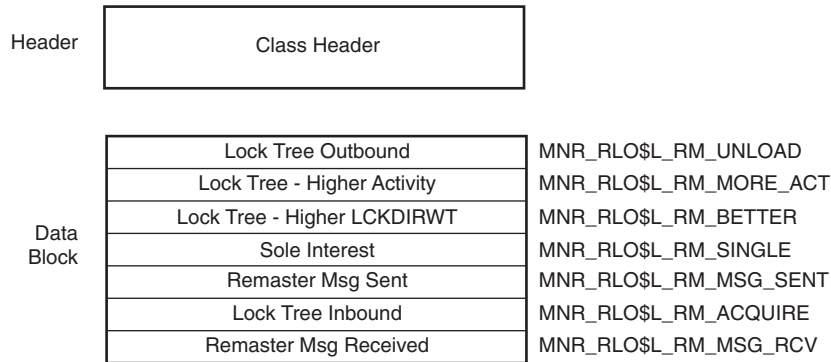 Header
Class Header
Lock Tree Outbound MNR_RLO$L_RM_UNLOAD
Lock Tree - Higher Activity MNR_RLO$L_RM_MORE_ACT
Lock Tree - Higher LCKDIRWT MNR_RLO$L_RM_BETTER
Data
Block
Sole Interest MNR_RLO$L_RM_SINGLE
Remaster Msg Sent MNR_RLO$L_RM_MSG_SENT
Lock Tree Inbound MNR_RLO$L_RM_ACQUIRE
Remaster Msg Received MNR_RLO$L_RM_MSG_RCV